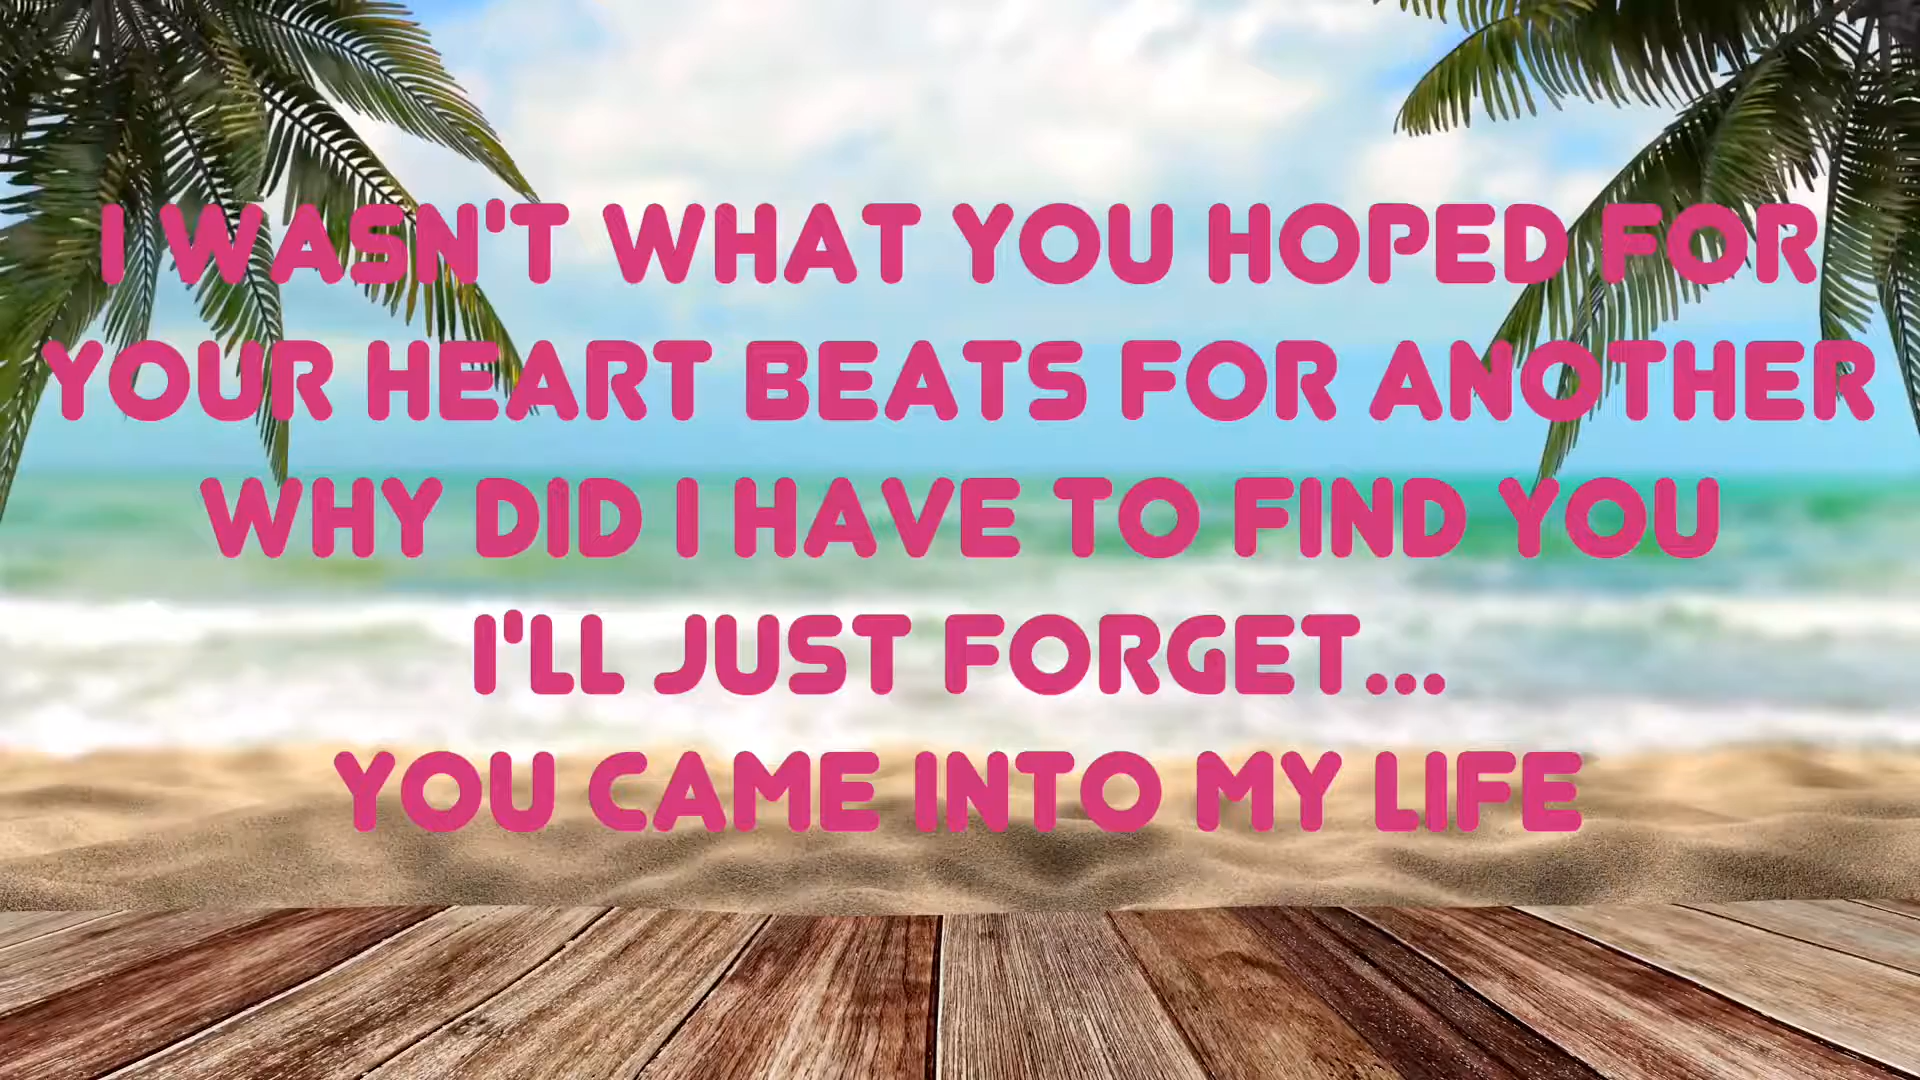 I WASN'T WHAT YOU HOPED FOR
YOUR HEART BEATS FOR ANOTHER
WHY DID I HAVE TO FIND YOU
I'LL JUST FORGET...
YOU CAME INTO MY LIFE